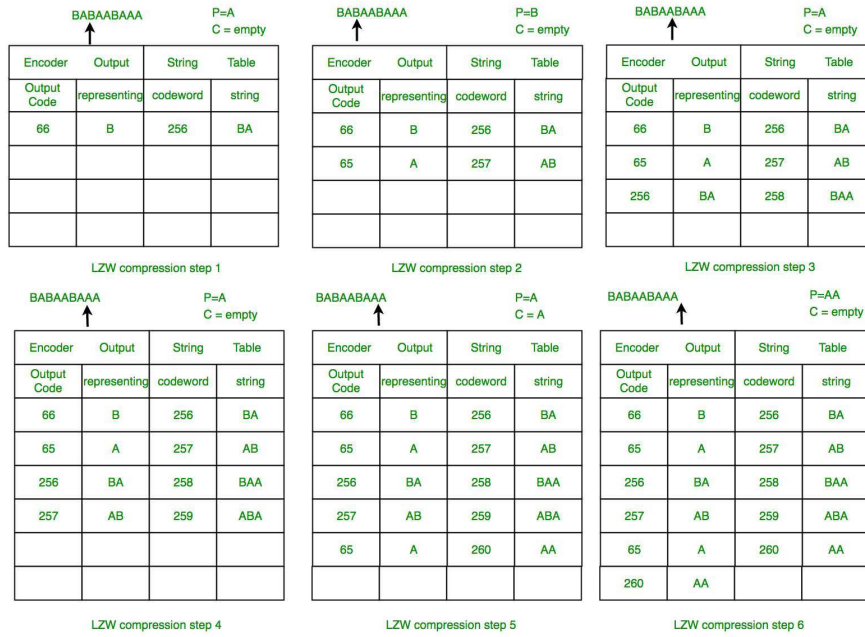 BABAABAAA P=A
C = empty
Encoder Output String Table
Output Code representing codeword string
66 B 256 BA
LZW compression step 1
BABAABAAA P=B
C = empty
Encoder Output String Table
Output Code representing codeword string
66 B 256 BA
65 A 257 AB
LZW compression step 2
BABAABAAA P=A
C = empty
Encoder Output String Table
Output Code representing codeword string
66 B 256 BA
65 A 257 AB
256 BA 258 BAA
LZW compression step 3
BABAABAAA P=A
C = empty
Encoder Output String Table
Output Code representing codeword string
66 B 256 BA
65 A 257 AB
256 BA 258 BAA
257 AB 259 ABA
LZW compression step 4
BABAABAAA P=A
C = A
Encoder Output String Table
Output Code representing codeword string
66 B 256 BA
65 A 257 AB
256 BA 258 BAA
257 AB 259 ABA
65 A 260 AA
LZW compression step 5
BABAABAAA P=AA
C = empty
Encoder Output String Table
Output Code representing codeword string
66 B 256 BA
65 A 257 AB
256 BA 258 BAA
257 AB 259 ABA
65 A 260 AA
260 AA
LZW compression step 6